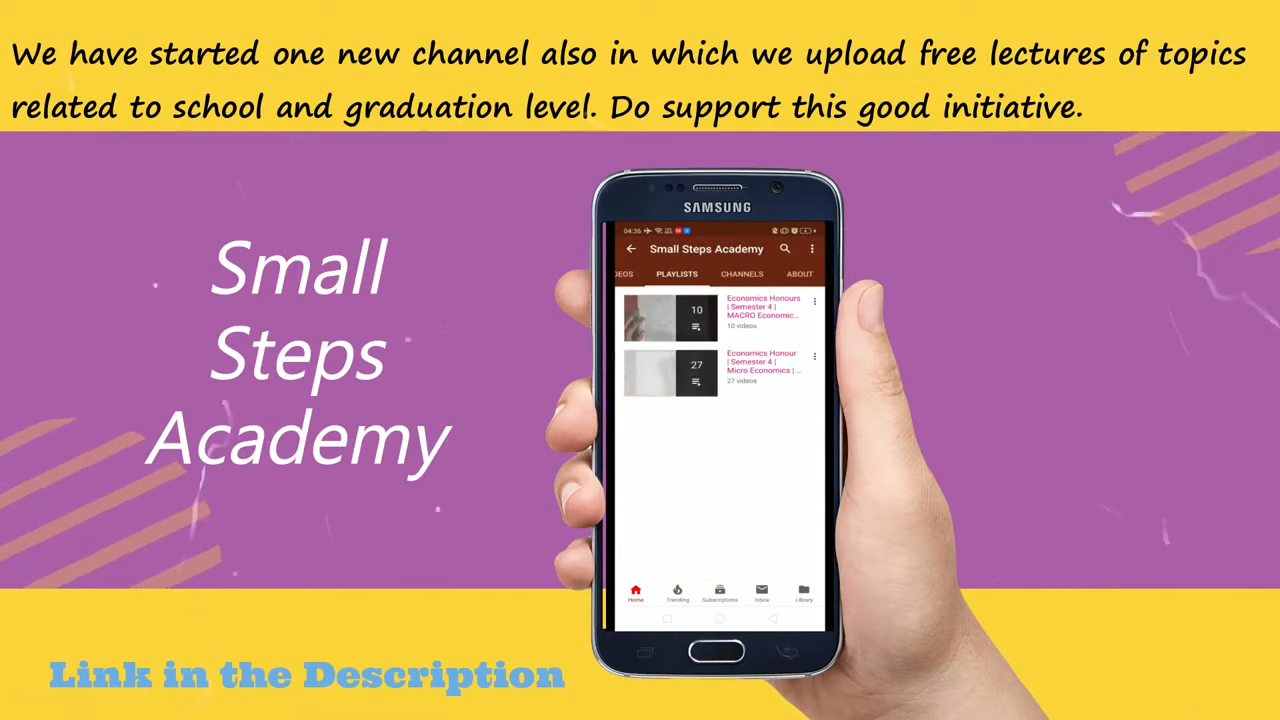 We have started one new channel also in which we upload free lectures of topics
related to school and graduation level. Do support this good initiative.
Small
Steps
Academy
SAMSUNG
04:36
Small Steps Academy
DEOS PLAYLISTS CHANNELS ABOUT
10
Economics Honours
| Semester 4 |
MACRO Economic...
10 videos
27
Economics Honour
| Semester 4 |
Micro Economics | ...
27 videos
Home Trending Subscriptions Inbox Library
Link in the Description